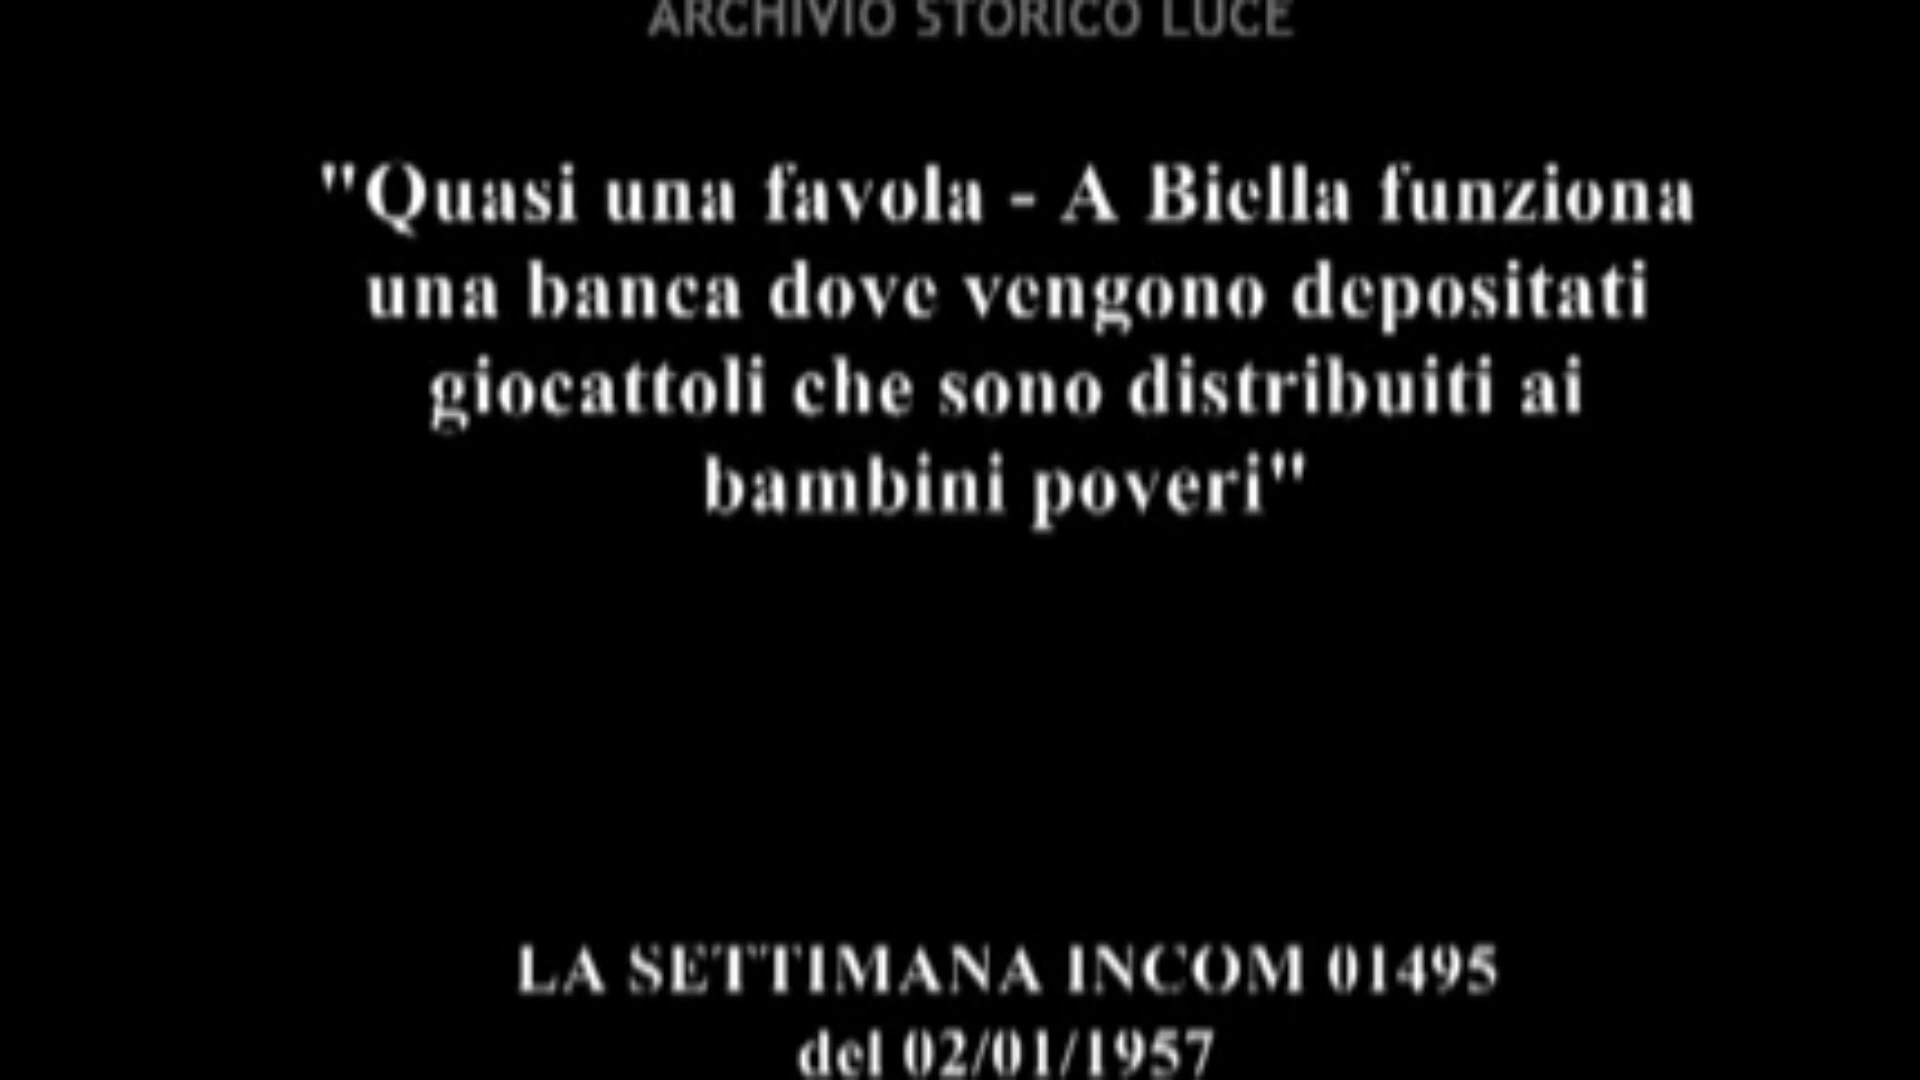 ARCHIVIO STORICO LUCE
"Quasi una favola - A Biella funziona
una banca dove vengono depositati
giocattoli che sono distribuiti ai
bambini poveri"
LA SETTIMANA INCOM 01495
del 02/01/1957